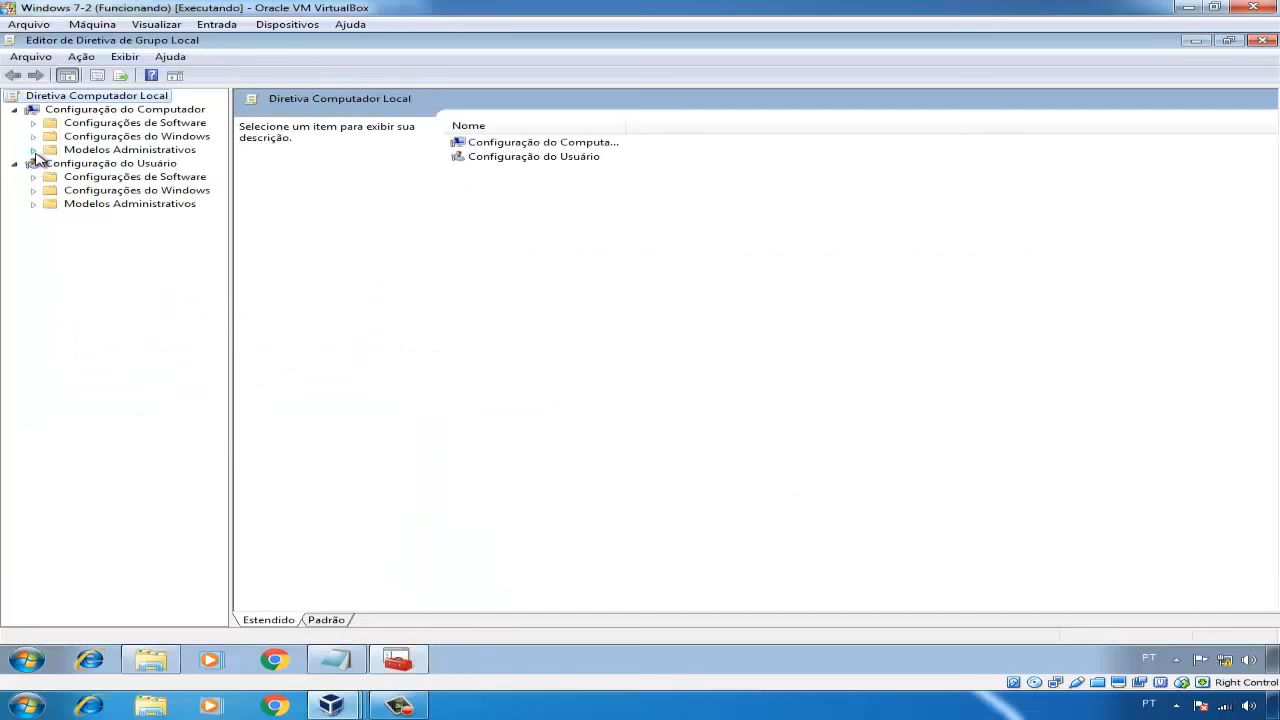 Windows 7-2 (Funcionando) [Executando] - Oracle VM VirtualBox
Arquivo Máquina Visualizar Entrada Dispositivos Ajuda
Editor de Diretiva de Grupo Local
Arquivo Ação Exibir Ajuda
Diretiva Computador Local
Configuração do Computador
Configurações de Software
Configurações do Windows
Modelos Administrativos
Configuração do Usuário
Configurações de Software
Configurações do Windows
Modelos Administrativos
Diretiva Computador Local
Selecione um item para exibir sua
descrição.
Nome
Configuração do Computa...
Configuração do Usuário
Estendido Padrão
PT
Right Control
PT